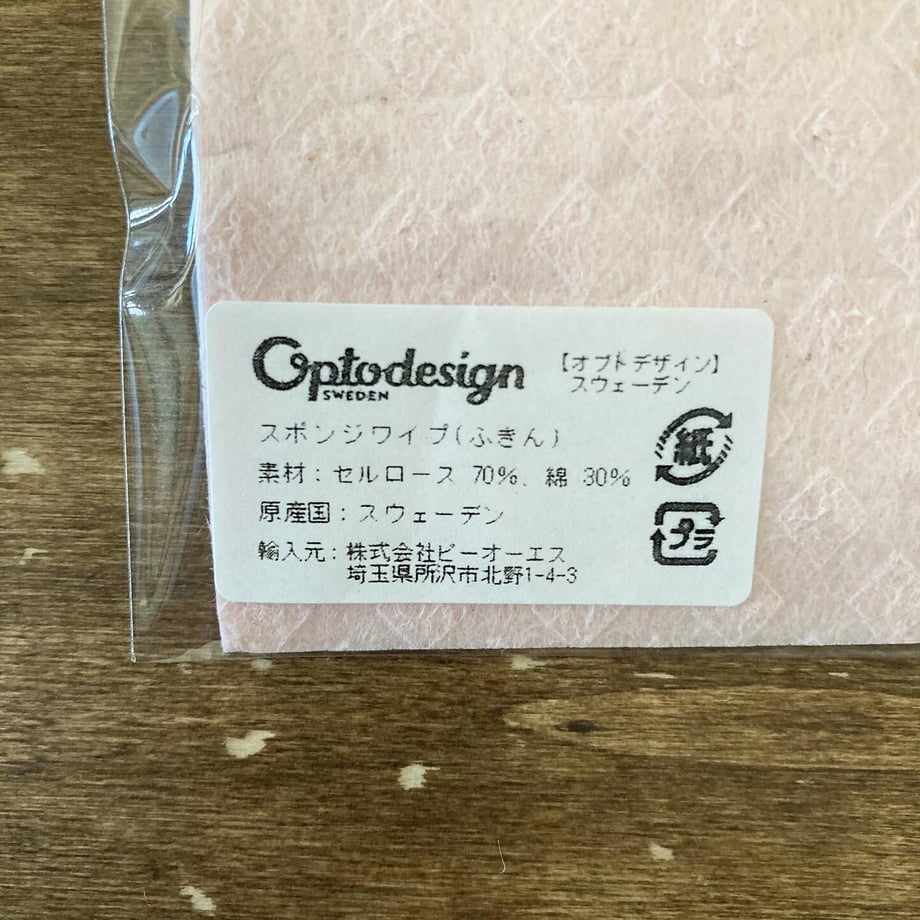 Optodesign
SWEDEN
【オプトデザイン】
スウェーデン
スポンジワイプ(ふきん)
素材：セルロース 70%、綿 30%
原産国：スウェーデン
輸入元：株式会社ビーオーエス
埼玉県所沢市北野1-4-3
紙
プラ